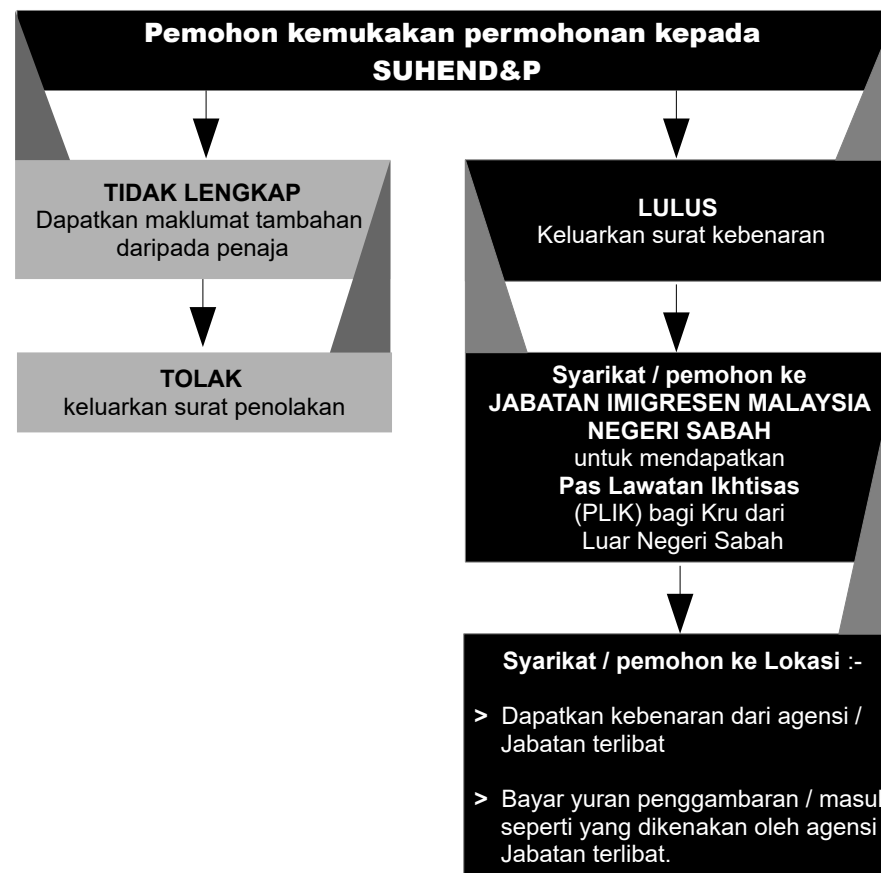 Pemohon kemukakan permohonan kepada
SUHEND&P
TIDAK LENGKAP
Dapatkan maklumat tambahan
daripada penaja
TOLAK
keluarkan surat penolakan
LULUS
Keluarkan surat kebenaran
Syarikat / pemohon ke
JABATAN IMIGRESEN MALAYSIA
NEGERI SABAH
untuk mendapatkan
Pas Lawatan Ikhtisas
(PLIK) bagi Kru dari
Luar Negeri Sabah
Syarikat / pemohon ke Lokasi :-
> Dapatkan kebenaran dari agensi /
Jabatan terlibat
> Bayar yuran penggambaran / masuk
seperti yang dikenakan oleh agensi
Jabatan terlibat.